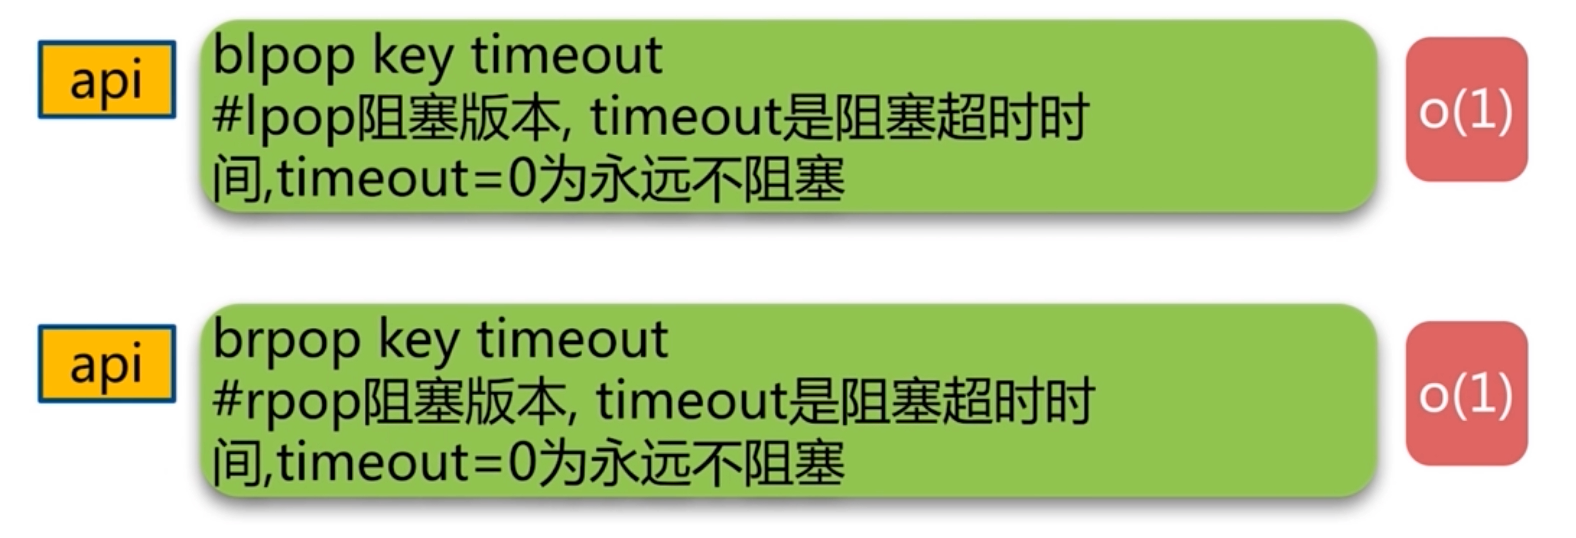 api
blpop key timeout
#lpop阻塞版本, timeout是阻塞超时时
间,timeout=0为永远不阻塞
o(1)
api
brpop key timeout
#rpop阻塞版本, timeout是阻塞超时时
间,timeout=0为永远不阻塞
o(1)